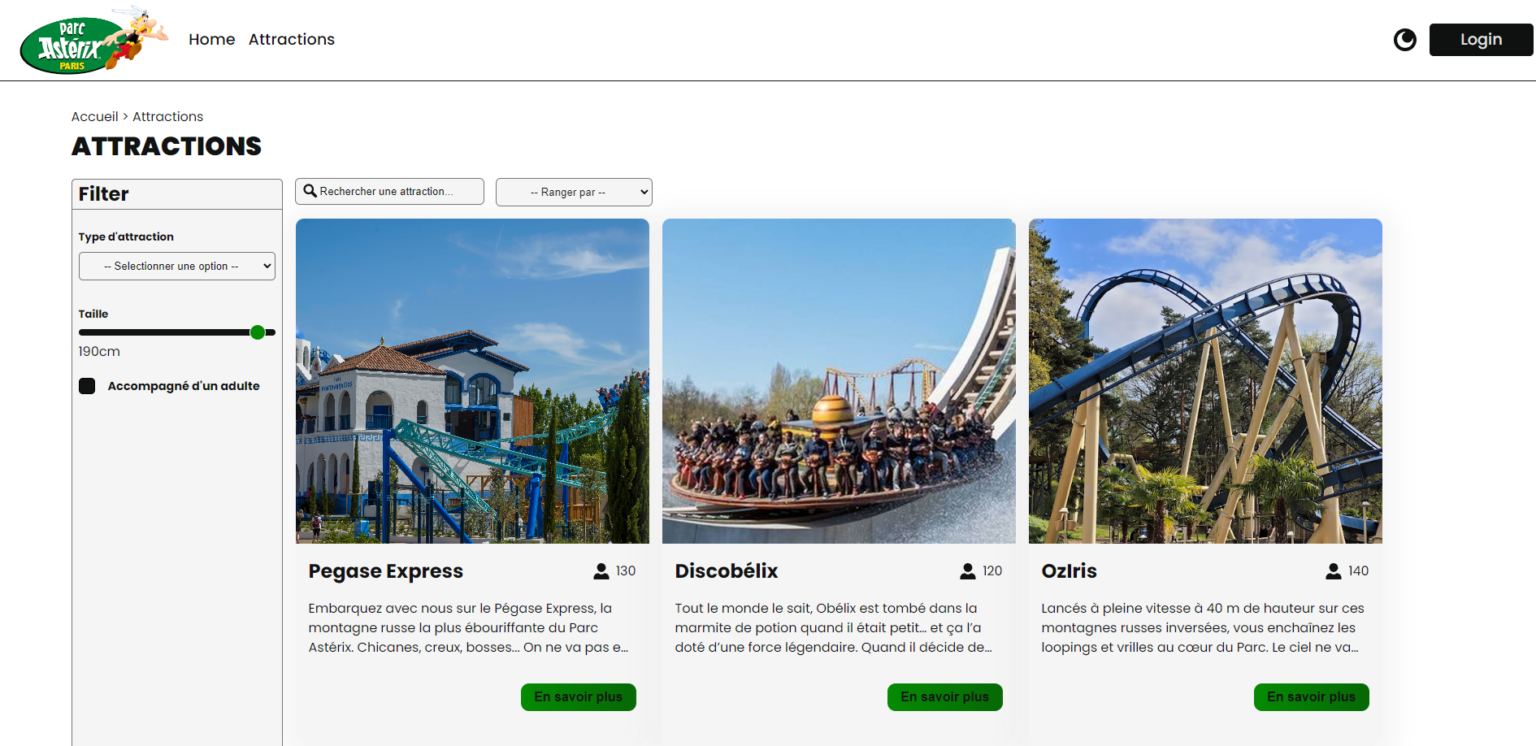 Parc
Astérix
PARIS
Home Attractions
Login
Accueil > Attractions
ATTRACTIONS
Filter
Type d'attraction
-- Selectionner une option --
Taille
190cm
Accompagné d'un adulte
Rechercher une attraction...
-- Ranger par --
Pegase Express
130
Embarquez avec nous sur le Pégase Express, la
montagne russe la plus ébouriffante du Parc
Astérix. Chicanes, creux, bosses... On ne va pas e...
En savoir plus
Discobélix
120
Tout le monde le sait, Obélix est tombé dans la
marmite de potion quand il était petit... et ça l’a
doté d’une force légendaire. Quand il décide de...
En savoir plus
OzIris
140
Lancés à pleine vitesse à 40 m de hauteur sur ces
montagnes russes inversées, vous enchaînez les
loopings et vrilles au cœur du Parc. Le ciel ne va...
En savoir plus